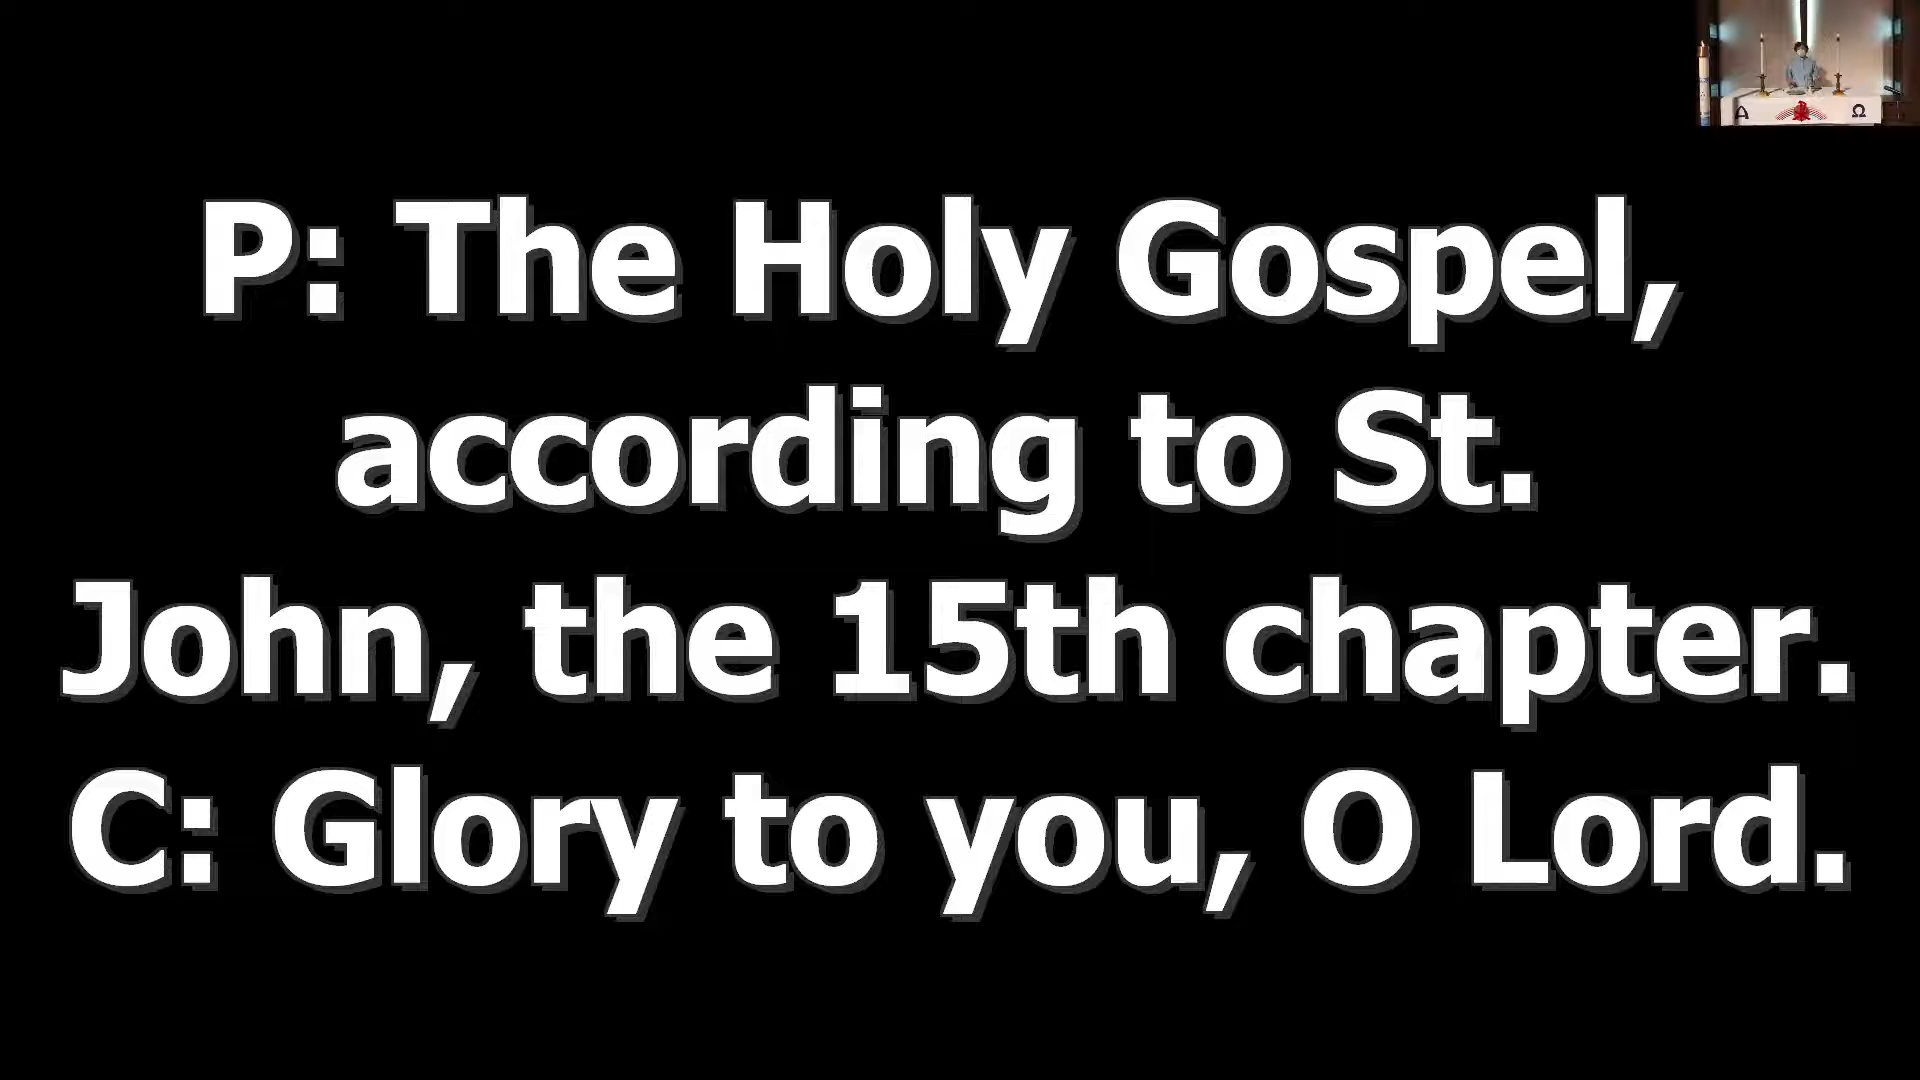 P: The Holy Gospel,
according to St.
John, the 15th chapter.
C: Glory to you, O Lord.
Α
Ω